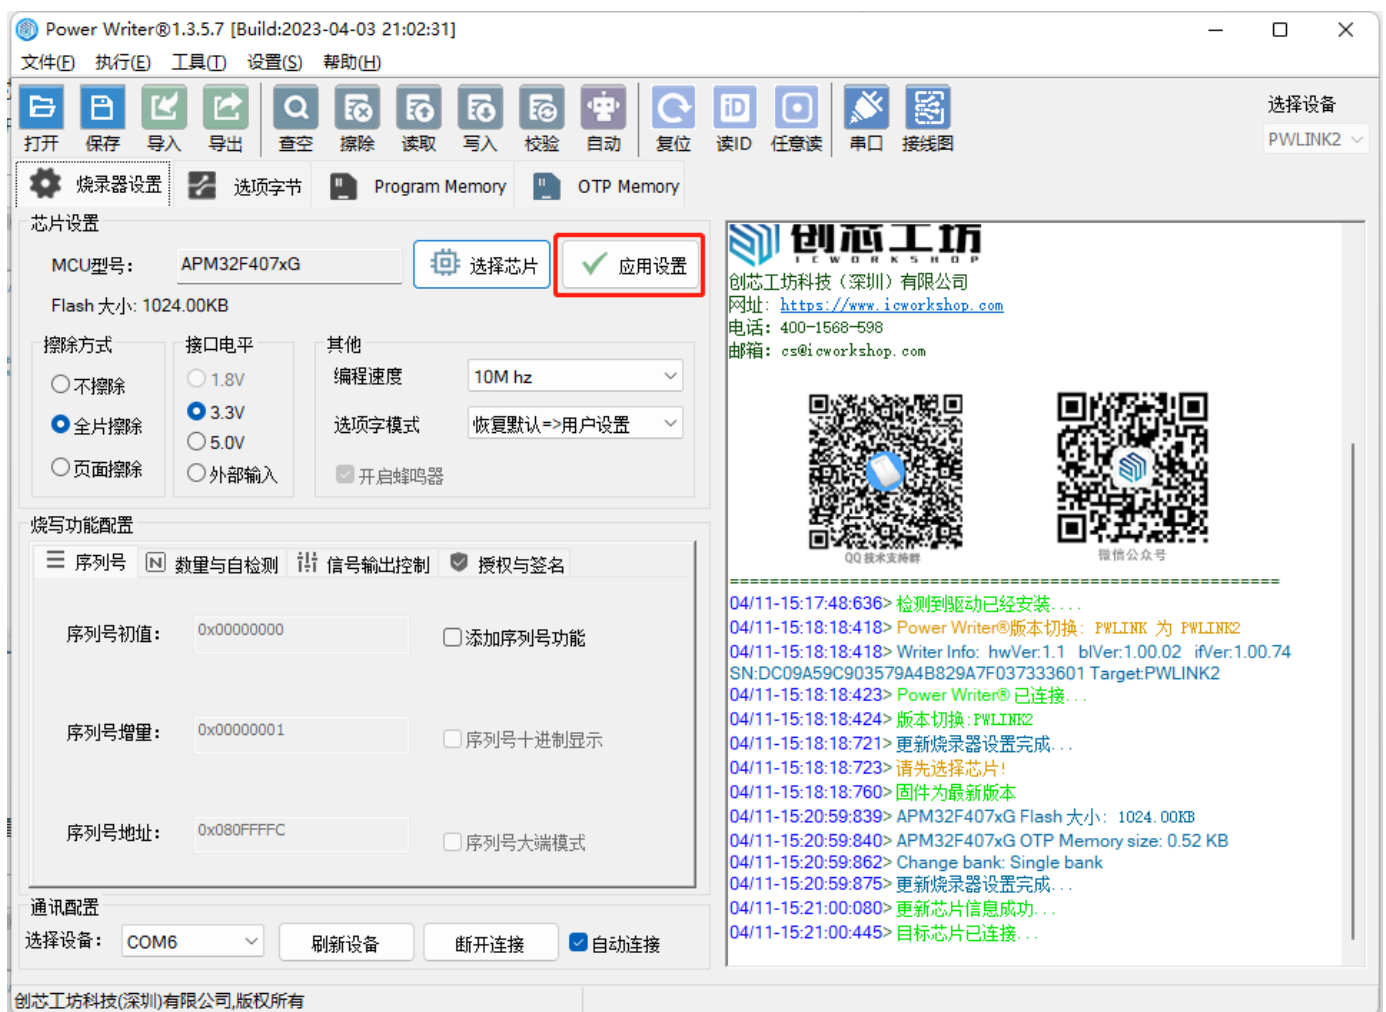 Power Writer®1.3.5.7 [Build:2023-04-03 21:02:31]
文件(F) 执行(E) 工具(T) 设置(S) 帮助(H)
打开 保存 导入 导出 查空 擦除 读取 写入 校验 自动 复位 读ID 任意读 串口 接线图
选择设备
PWLINK2
烧录器设置 选项字节 Program Memory OTP Memory
芯片设置
MCU型号: APM32F407xG 选择芯片 应用设置
Flash 大小: 1024.00KB
擦除方式
不擦除
全片擦除
页面擦除
接口电平
1.8V
3.3V
5.0V
外部输入
其他
编程速度 10M hz
选项字模式 恢复默认=>用户设置
开启蜂鸣器
烧写功能配置
序列号 数量与自检测 信号输出控制 授权与签名
序列号初值: 0x00000000 添加序列号功能
序列号增量: 0x00000001 序列号十进制显示
序列号地址: 0x080FFFFC 序列号大端模式
通讯配置
选择设备: COM6 刷新设备 断开连接 自动连接
创芯工坊科技(深圳)有限公司,版权所有
创芯工坊
ICWORKSHOP
创芯工坊科技（深圳）有限公司
网址: https://www.icworkshop.com
电话: 400-1568-598
邮箱: cs@icworkshop.com
QQ 技术支持群 微信公众号
=======================================================
04/11-15:17:48:636> 检测到驱动已经安装....
04/11-15:18:18:418> Power Writer®版本切换: PWLINK 为 PWLINK2
04/11-15:18:18:418> Writer Info: hwVer:1.1 blVer:1.00.02 ifVer:1.00.74
SN:DC09A59C903579A4B829A7F037333601 Target:PWLINK2
04/11-15:18:18:423> Power Writer® 已连接...
04/11-15:18:18:424> 版本切换:PWLINK2
04/11-15:18:18:721> 更新烧录器设置完成...
04/11-15:18:18:723> 请先选择芯片!
04/11-15:18:18:760> 固件为最新版本
04/11-15:20:59:839> APM32F407xG Flash 大小: 1024.00KB
04/11-15:20:59:840> APM32F407xG OTP Memory size: 0.52 KB
04/11-15:20:59:862> Change bank: Single bank
04/11-15:20:59:875> 更新烧录器设置完成...
04/11-15:21:00:080> 更新芯片信息成功...
04/11-15:21:00:445> 目标芯片已连接...